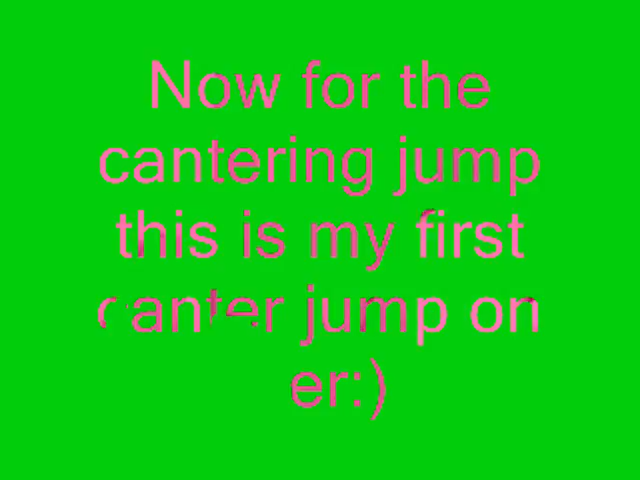 Now for the
cantering jump
this is my first
canter jump on
er:)